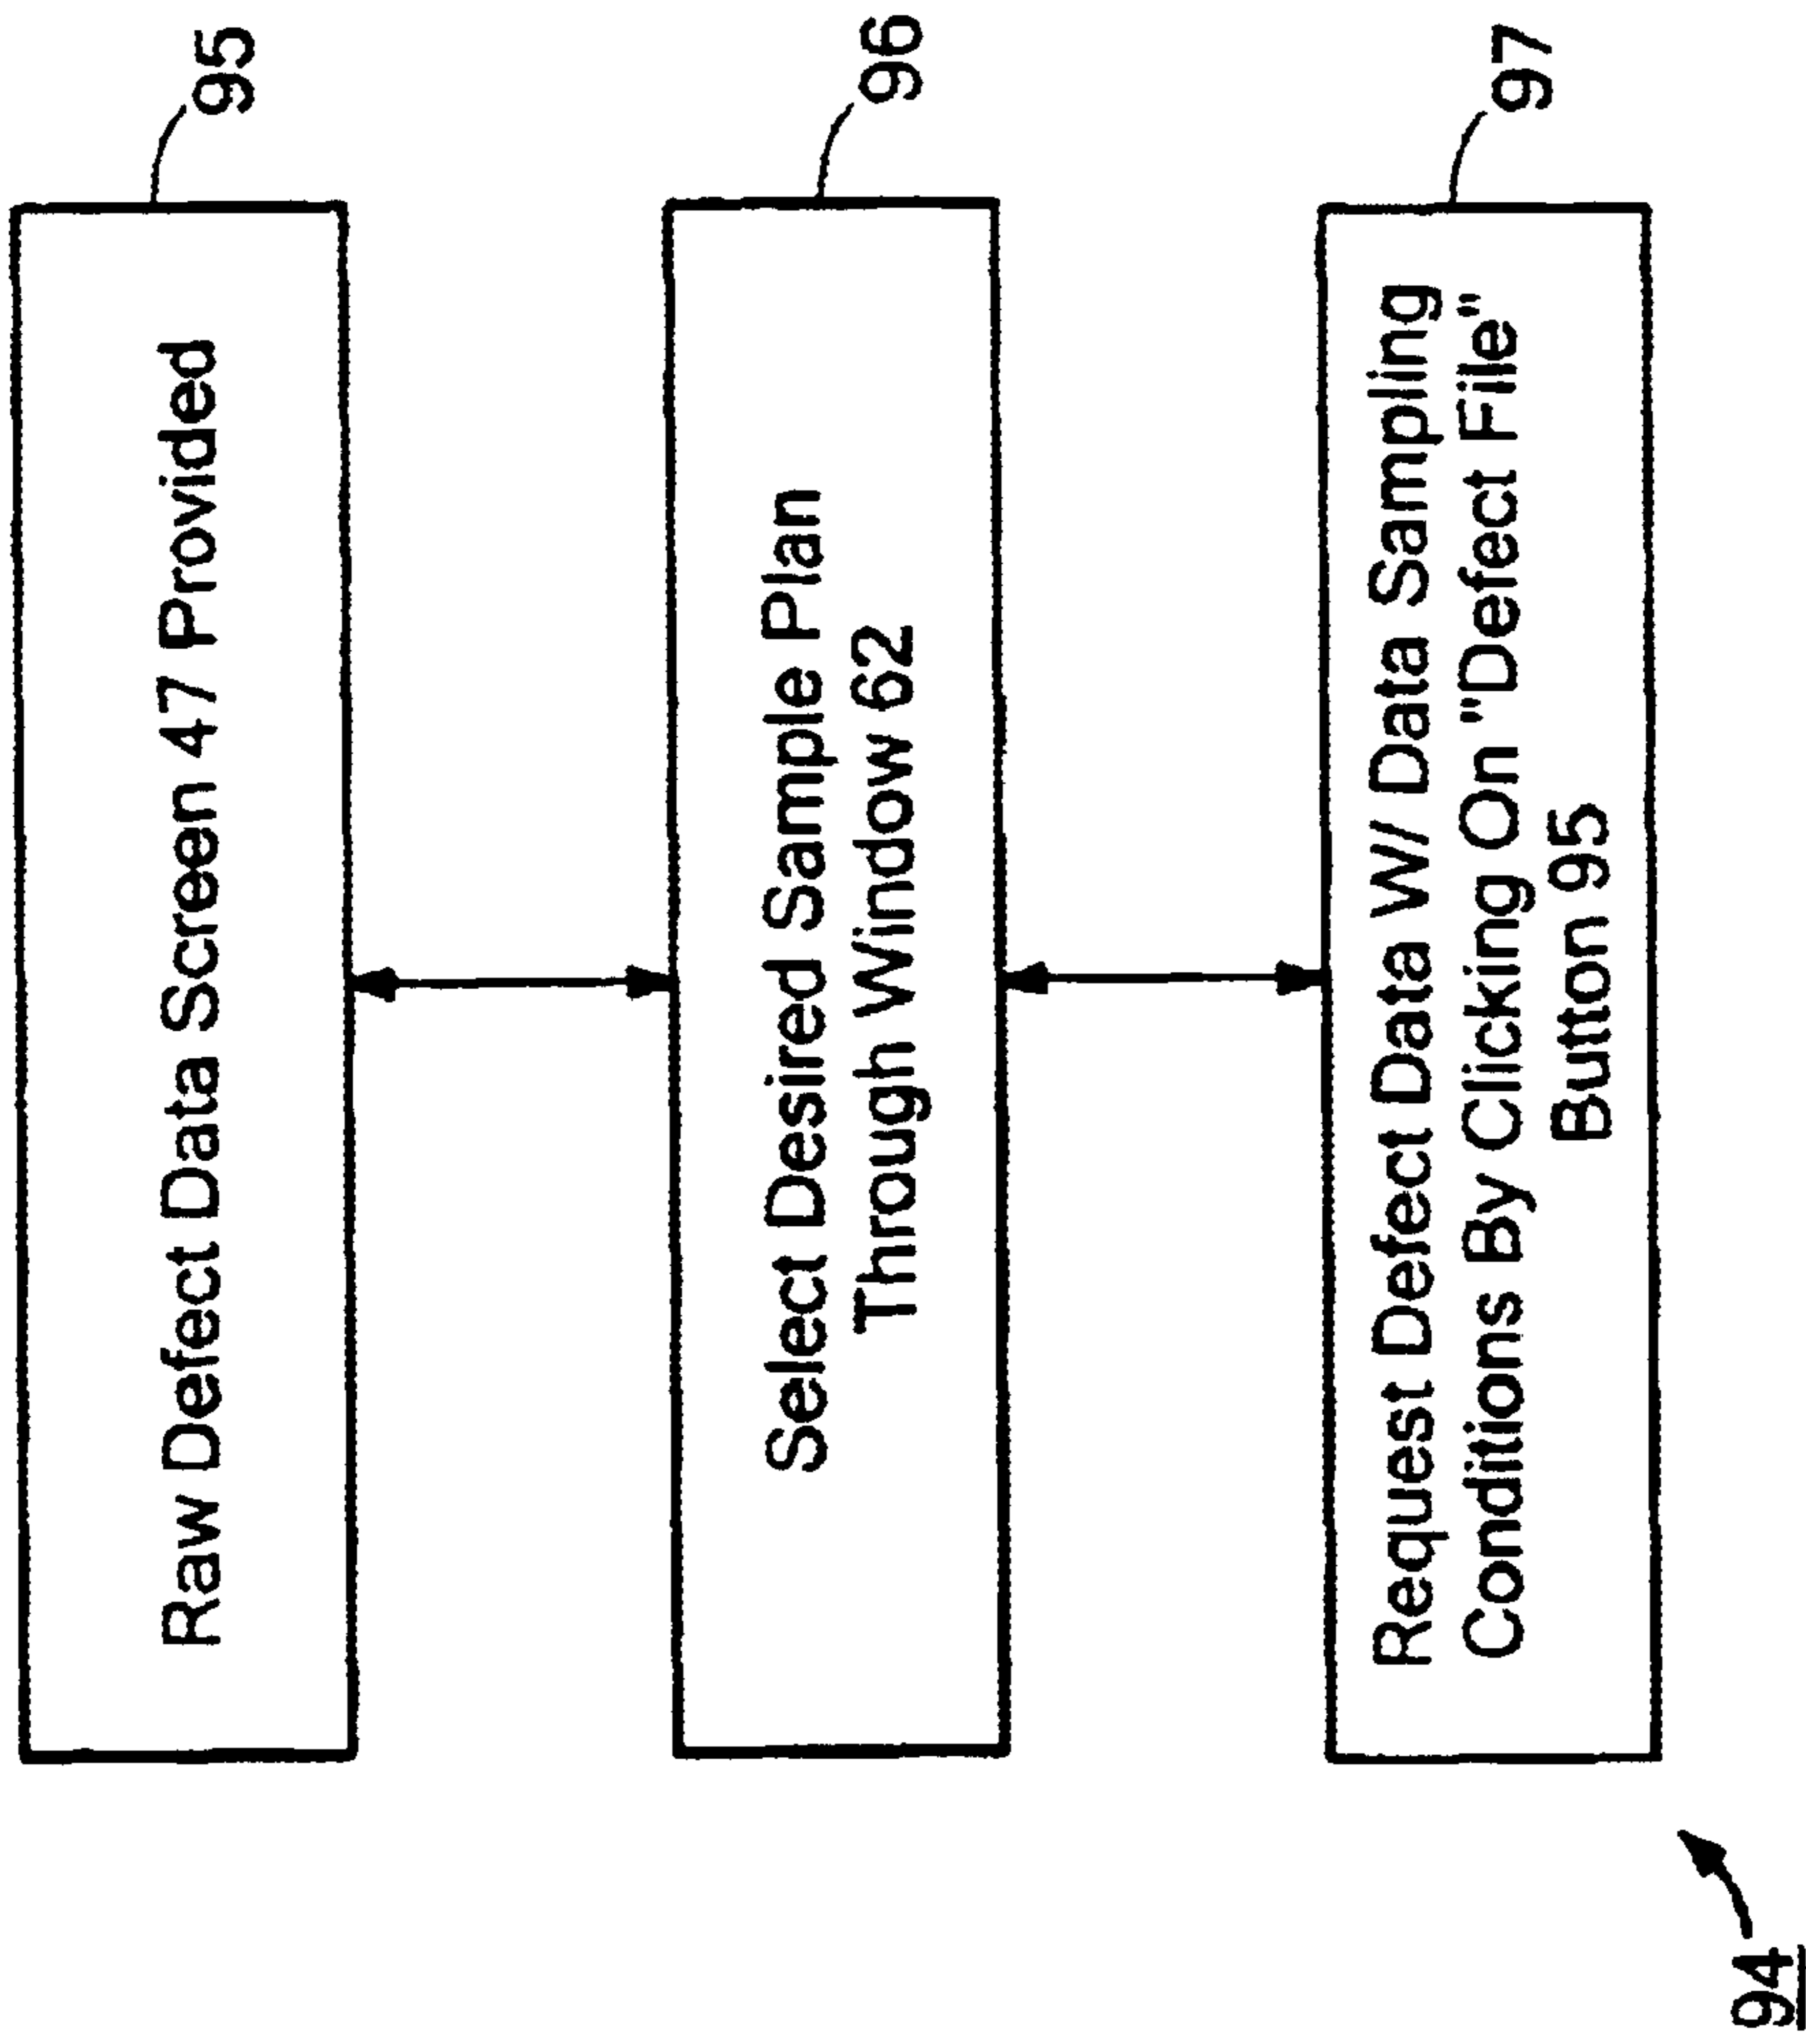 Raw Defect Data Screen 47 Provided
95
Select Desired Sample Plan
Through Window 62
96
Request Defect Data W/ Data Sampling
Conditions By Clicking On "Defect File"
Button 95
97
94